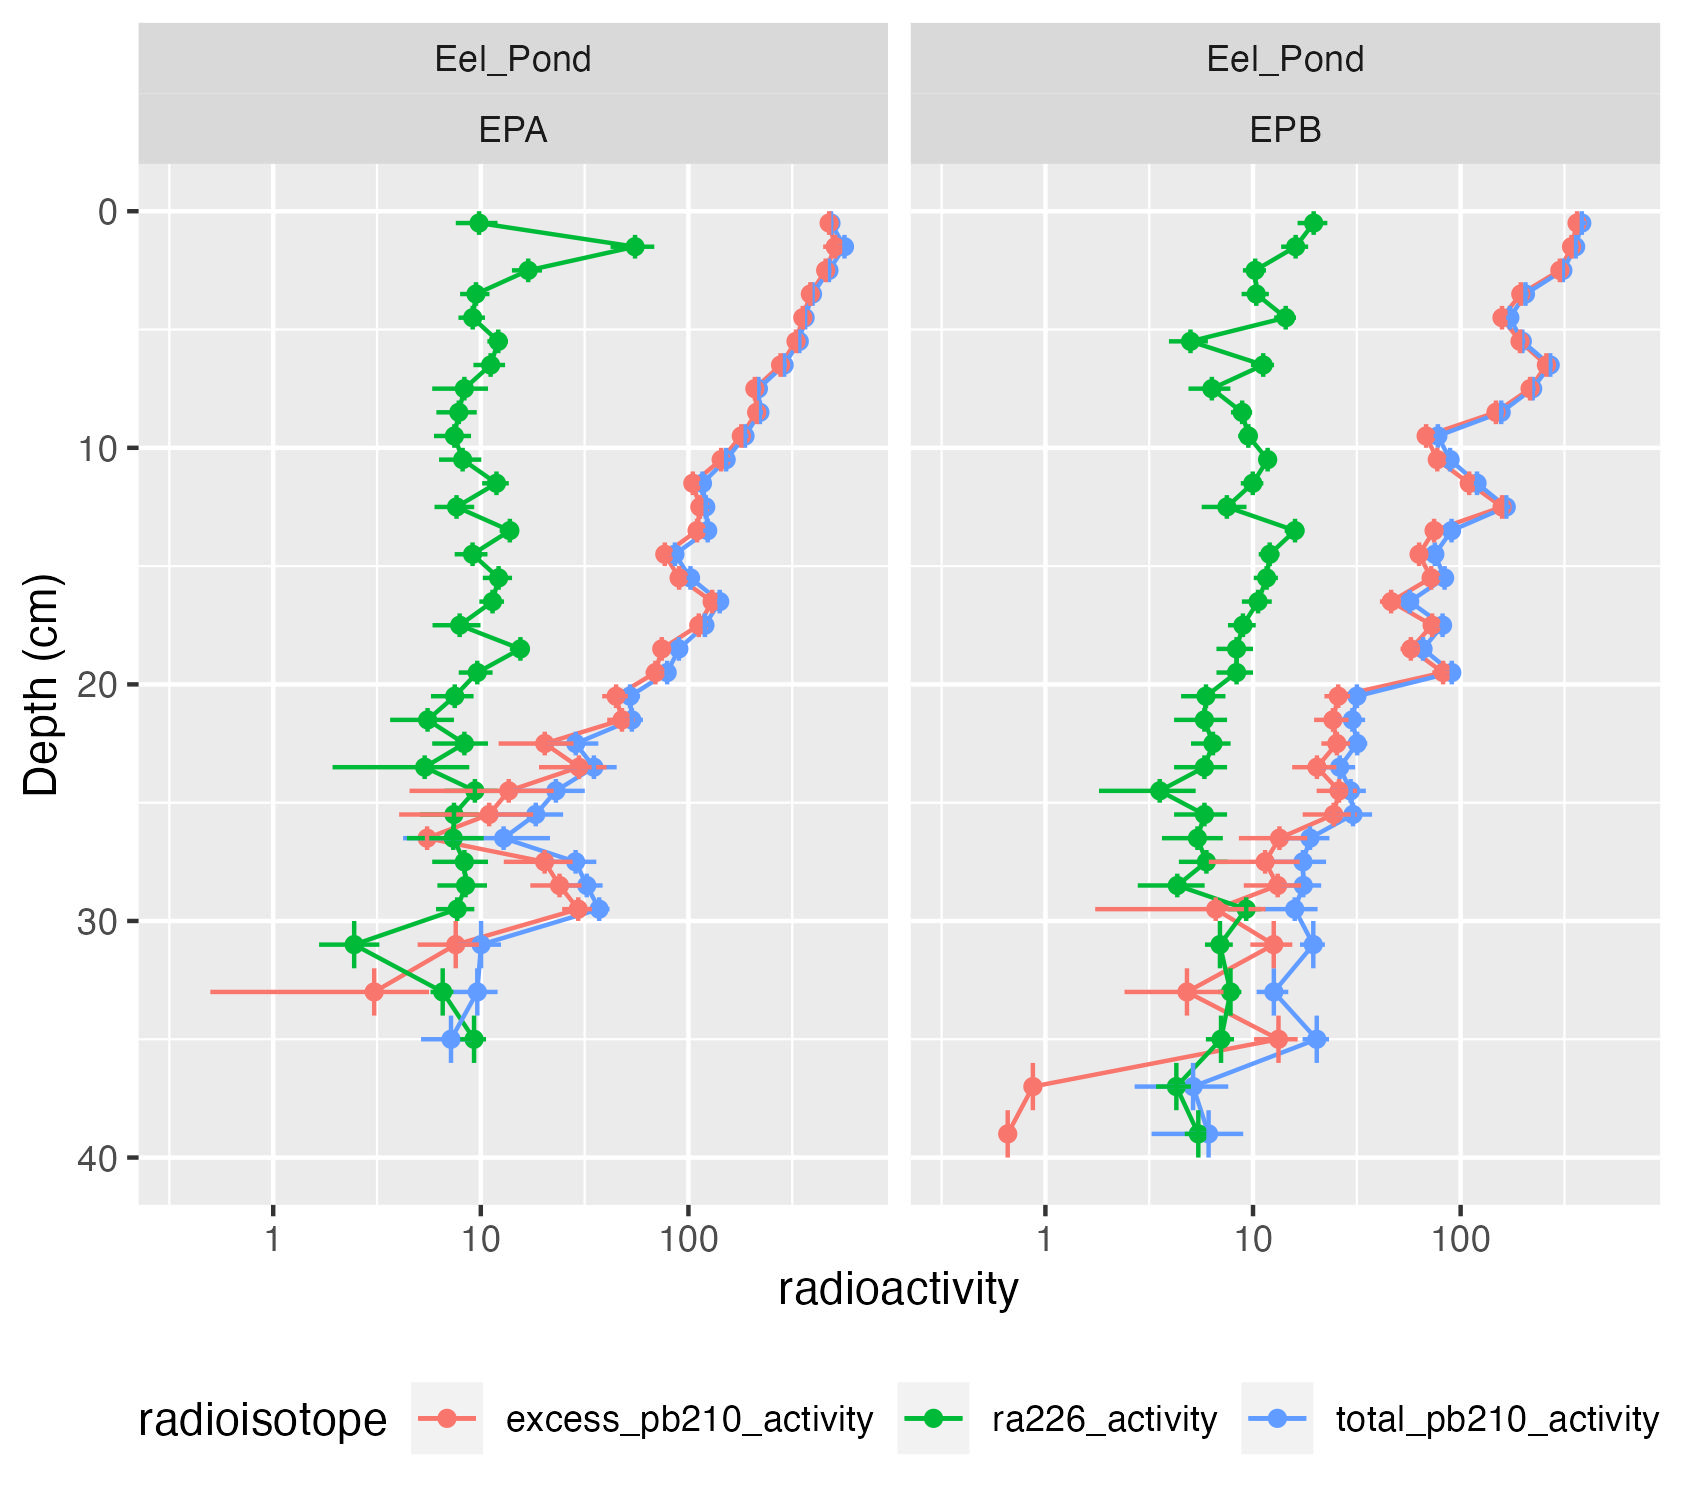 Eel_Pond Eel_Pond
EPA EPB
0
10
20
30
40
Depth (cm)
1 10 100 1 10 100
radioactivity
radioisotope excess_pb210_activity ra226_activity total_pb210_activity